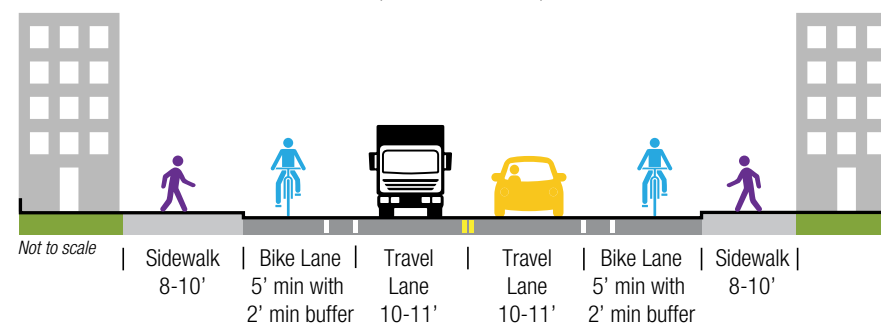 Not to scale
| Sidewalk | Bike Lane | Travel | Travel | Bike Lane | Sidewalk |
8-10’ 5’ min with Lane Lane 5’ min with 8-10’
2’ min buffer 10-11’ 10-11’ 2’ min buffer